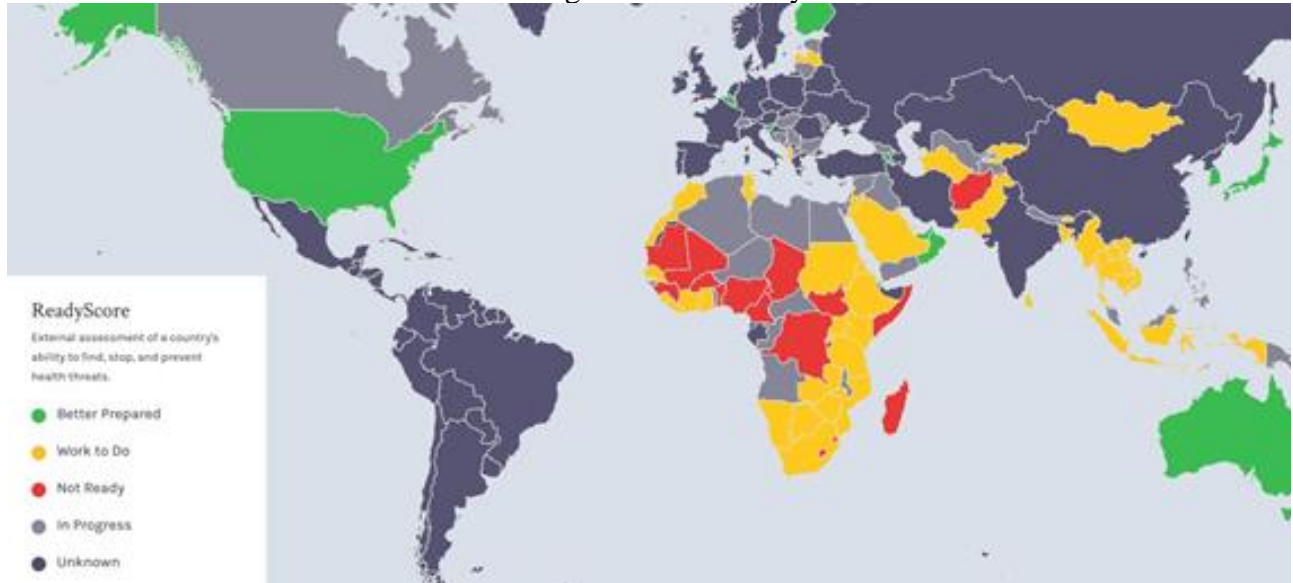 ReadyScore
External assessment of a country's
ability to find, stop, and prevent
health threats.
Better Prepared
Work to Do
Not Ready
In Progress
Unknown